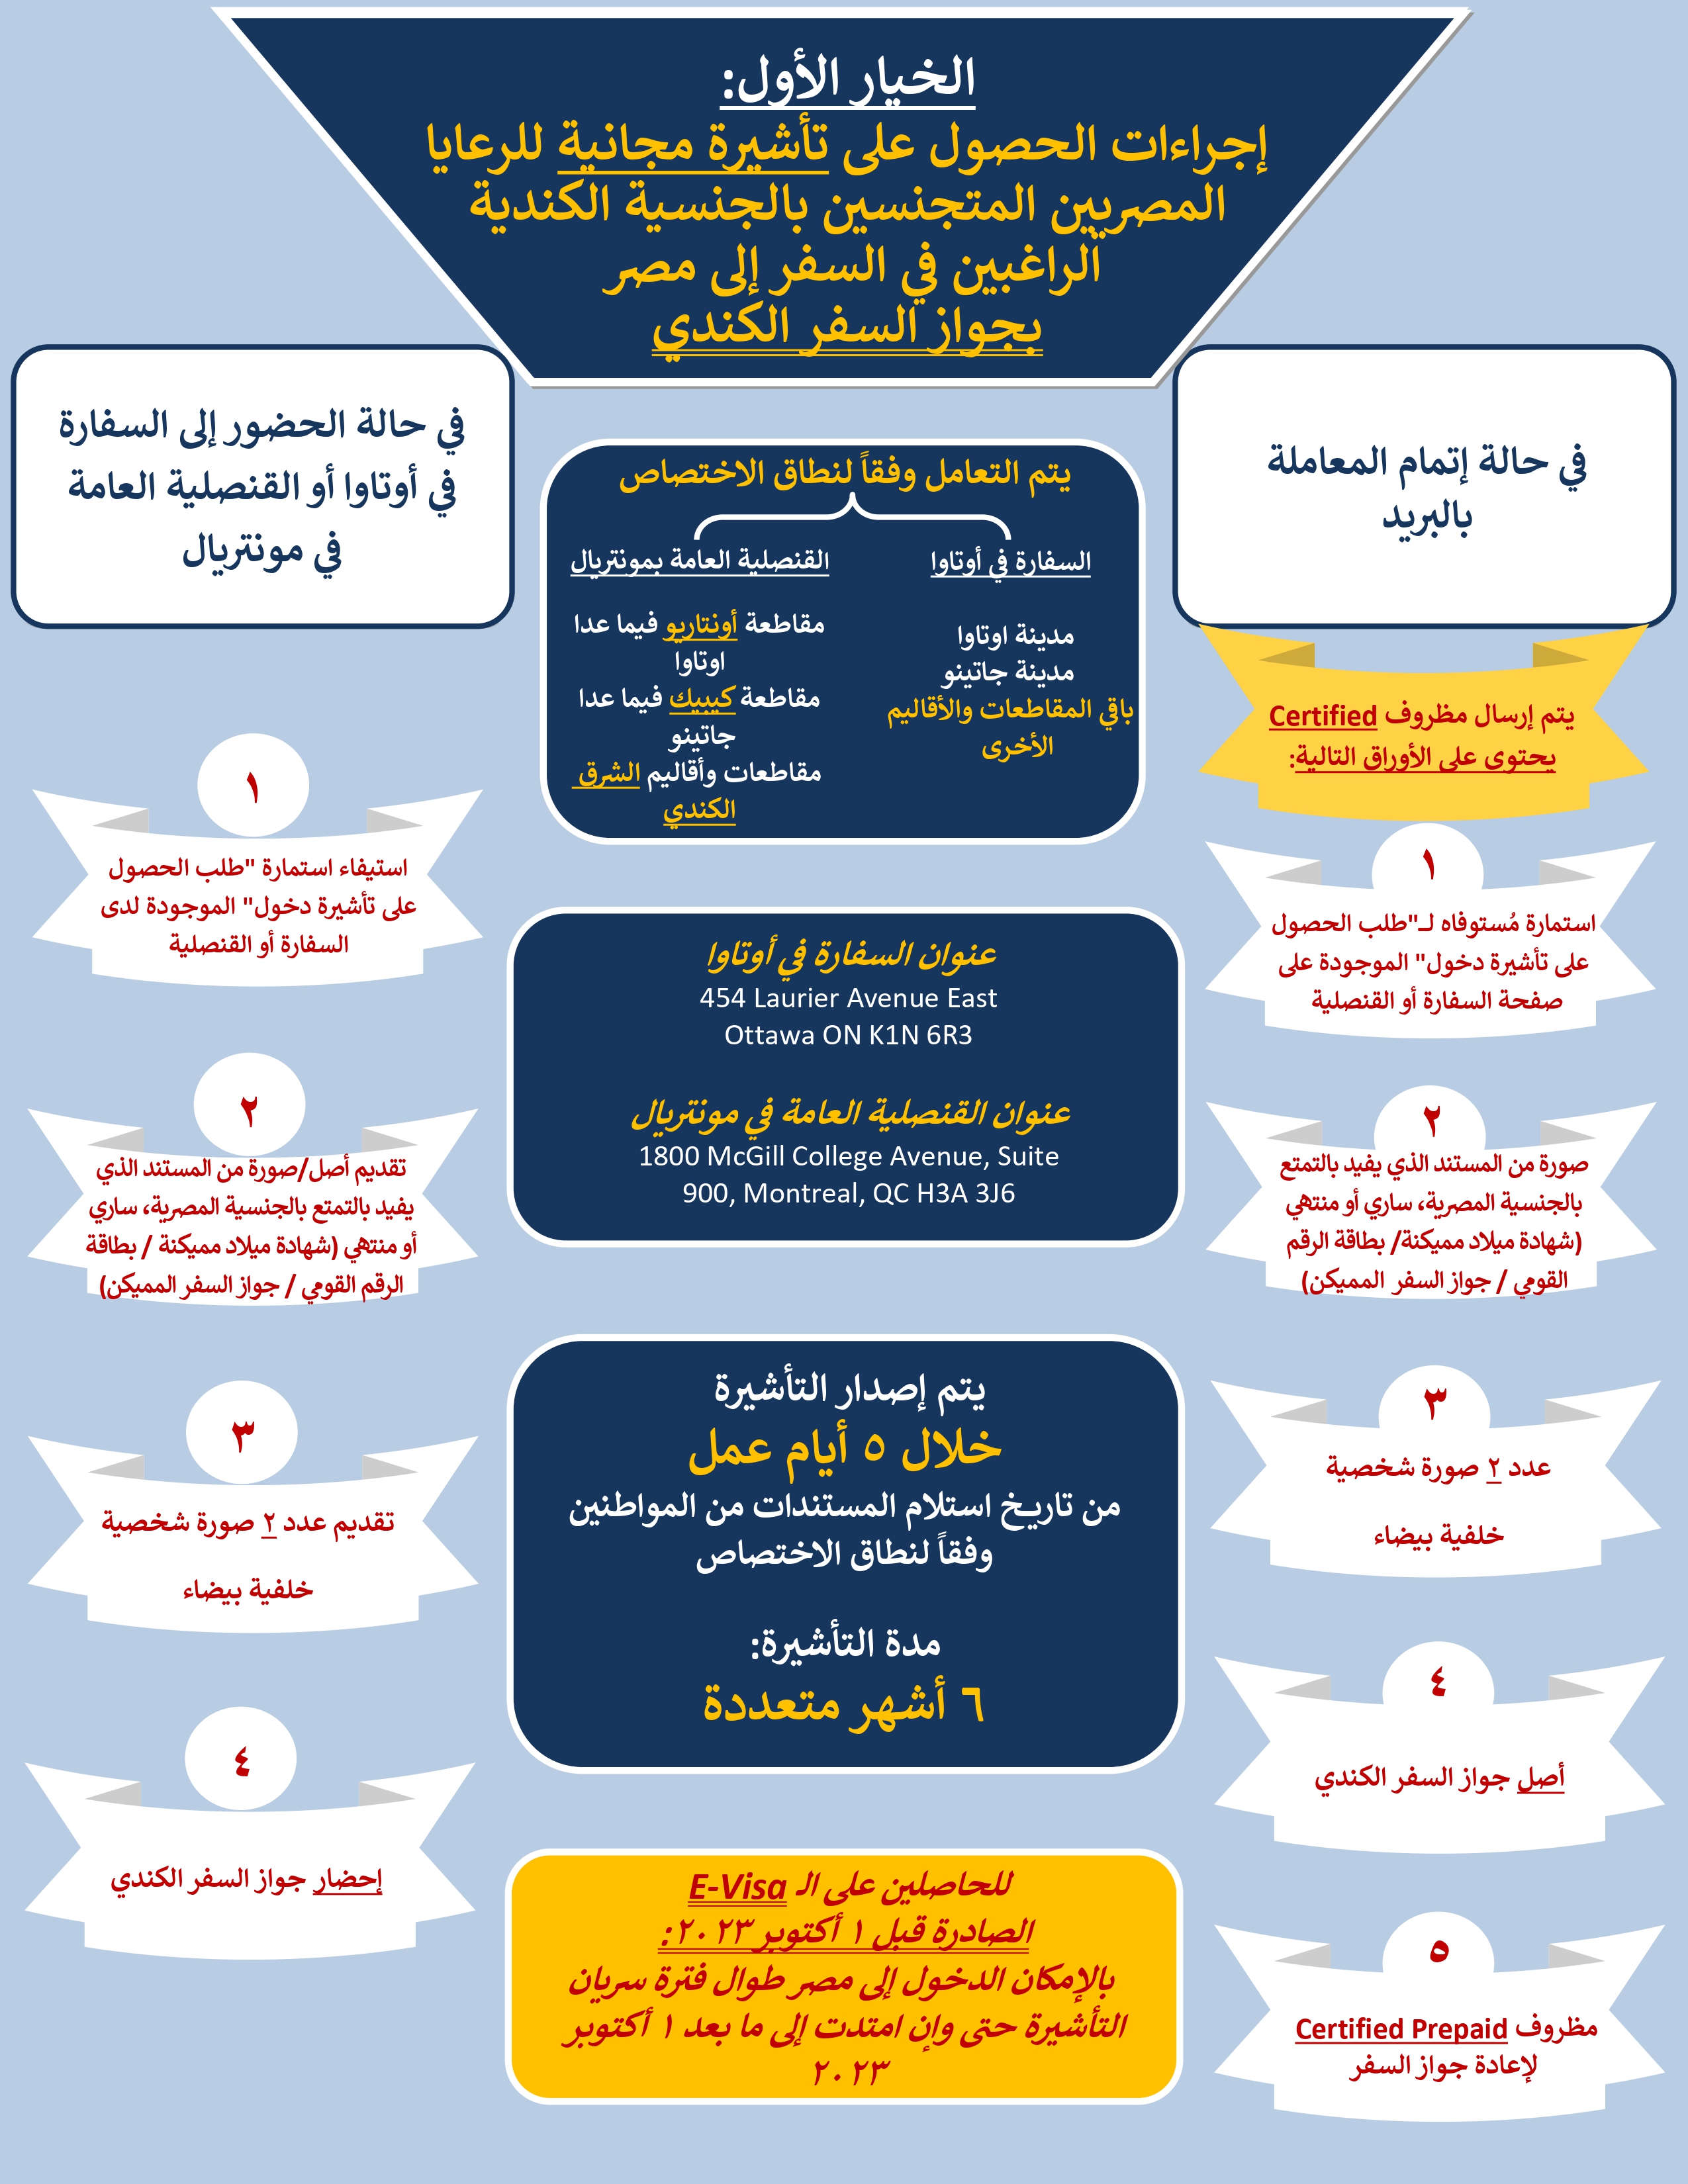 الخيار الأول:
إجراءات الحصول على تأشيرة مجانية للرعايا
المصريين المتجنسين بالجنسية الكندية
الراغبين في السفر إلى مصر
بجواز السفر الكندي
في حالة إتمام المعاملة
بالبريد
يتم إرسال مظروف Certified
يحتوى على الأوراق التالية:
١
استمارة مُستوفاه لـ"طلب الحصول
على تأشيرة دخول" الموجودة على
صفحة السفارة أو القنصلية
٢
صورة من المستند الذي يفيد بالتمتع
بالجنسية المصرية، ساري أو منتهي
(شهادة ميلاد مميكنة/ بطاقة الرقم
القومي / جواز السفر المميكن)
٣
عدد ٢ صورة شخصية
خلفية بيضاء
٤
أصل جواز السفر الكندي
٥
مظروف Certified Prepaid
لإعادة جواز السفر
يتم التعامل وفقاً لنطاق الاختصاص
السفارة في أوتاوا
مدينة اوتاوا
مدينة جاتينو
باقي المقاطعات والأقاليم
الأخرى
القنصلية العامة بمونتريال
مقاطعة أونتاريو فيما عدا
اوتاوا
مقاطعة كيبيك فيما عدا
جاتينو
مقاطعات وأقاليم الشرق
الكندي
عنوان السفارة في أوتاوا
454 Laurier Avenue East
Ottawa ON K1N 6R3
عنوان القنصلية العامة في مونتريال
1800 McGill College Avenue, Suite
900, Montreal, QC H3A 3J6
يتم إصدار التأشيرة
خلال ٥ أيام عمل
من تاريخ استلام المستندات من المواطنين
وفقاً لنطاق الاختصاص
مدة التأشيرة:
٦ أشهر متعددة
للحاصلين على الـ E-Visa
الصادرة قبل ١ أكتوبر ٢٠٢٣:
بالإمكان الدخول إلى مصر طوال فترة سريان
التأشيرة حتى وإن امتدت إلى ما بعد ١ أكتوبر
٢٠٢٣
في حالة الحضور إلى السفارة
في أوتاوا أو القنصلية العامة
في مونتريال
١
استيفاء استمارة "طلب الحصول
على تأشيرة دخول" الموجودة لدى
السفارة أو القنصلية
٢
تقديم أصل/صورة من المستند الذي
يفيد بالتمتع بالجنسية المصرية، ساري
أو منتهي (شهادة ميلاد مميكنة / بطاقة
الرقم القومي / جواز السفر المميكن)
٣
تقديم عدد ٢ صورة شخصية
خلفية بيضاء
٤
إحضار جواز السفر الكندي